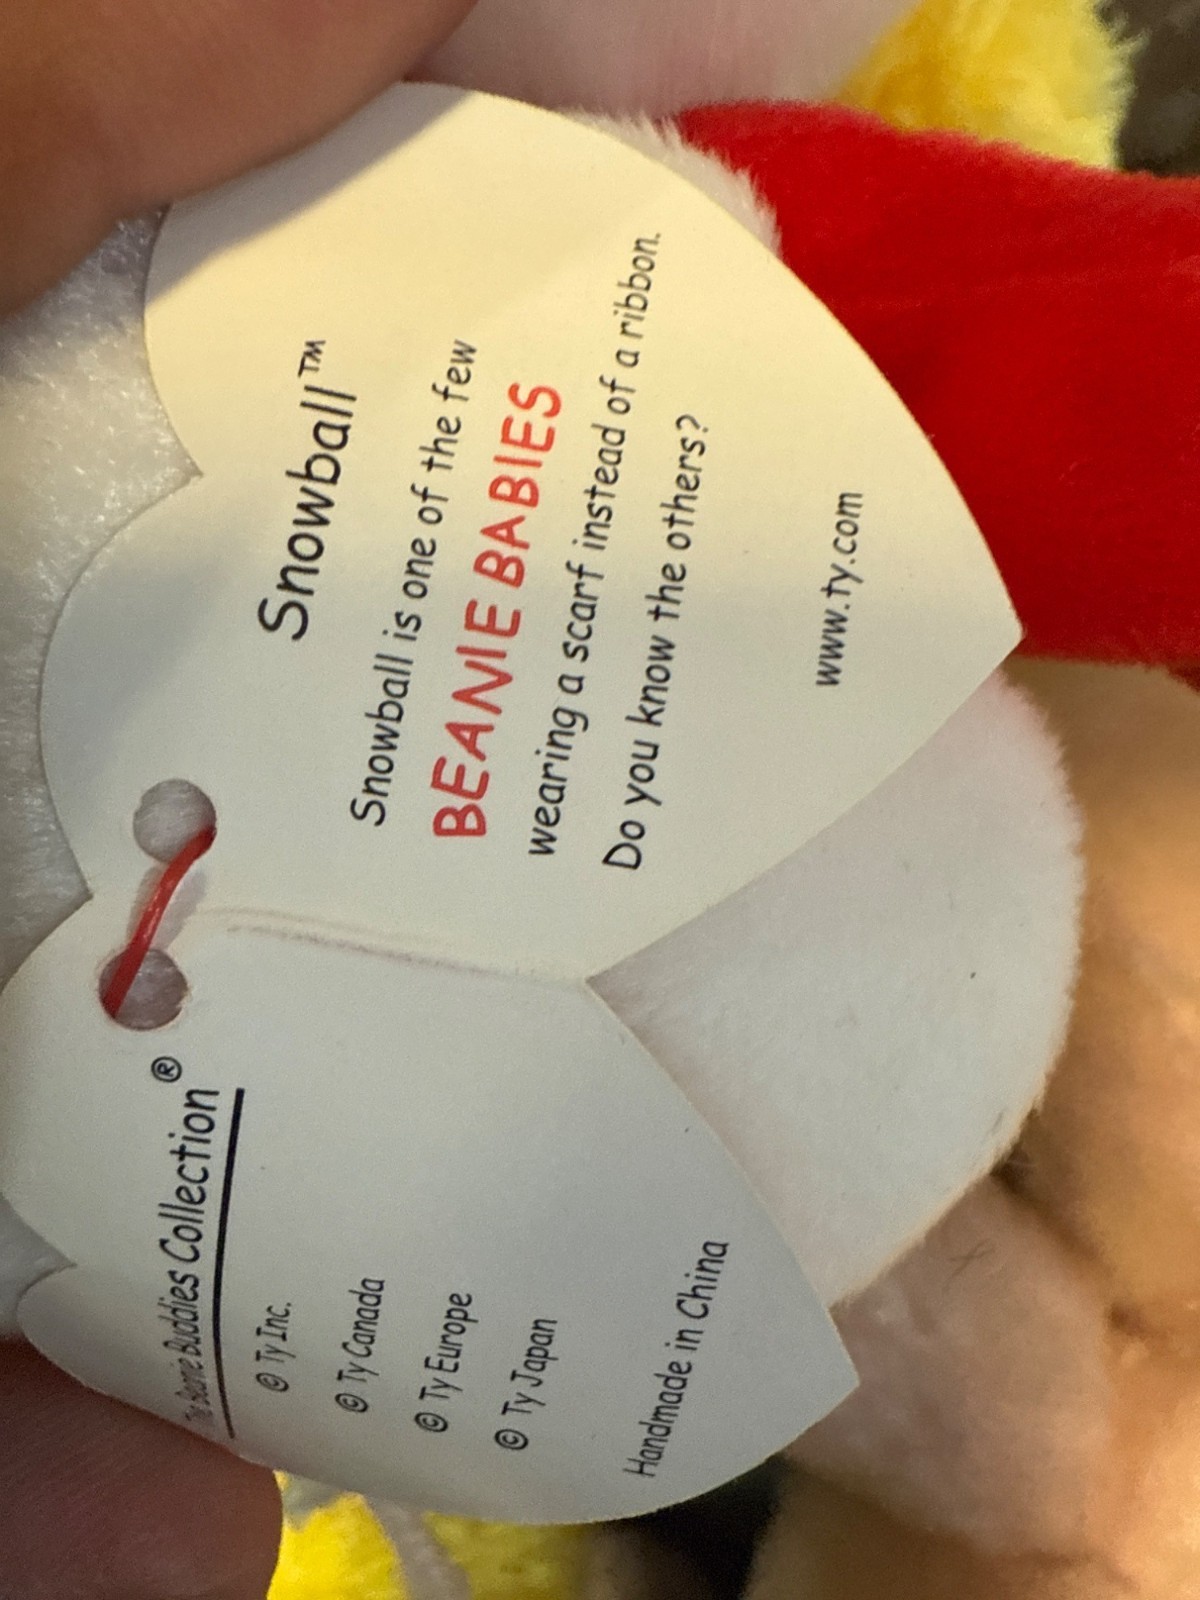 The Beanie Buddies Collection®
© Ty Inc.
© Ty Canada
© Ty Europe
© Ty Japan
Handmade in China
Snowball™
Snowball is one of the few
BEANIE BABIES
wearing a scarf instead of a ribbon.
Do you know the others?
www.ty.com